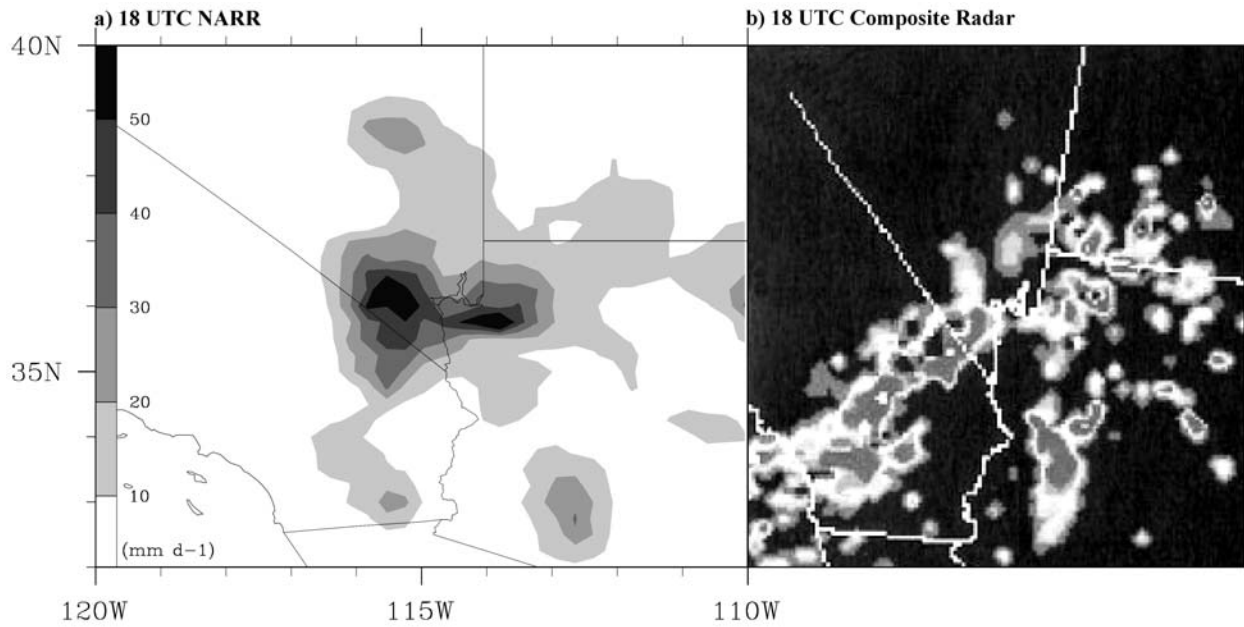 a) 18 UTC NARR
b) 18 UTC Composite Radar
40N
50
40
35N
30
20
10
(mm d-1)
120W
115W
110W